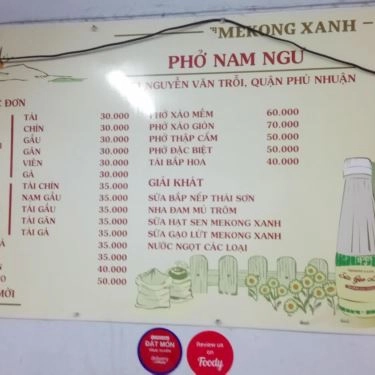 MEKONG XANH
PHỞ NAM NGƯ
NGUYỄN VĂN TRỖI, QUẬN PHÚ NHUẬN
ĐƠN
TÁI 30.000
CHÍN 30.000
GẦU 30.000
GÂN 30.000
VIÊN 30.000
GÀ 30.000
TÁI CHÍN 35.000
NẠM GẦU 35.000
TÁI GẦU 35.000
TÁI GÂN 35.000
TÁI GÀ 35.000
35.000
35.000
40.000
50.000
MỚI
PHỞ XÀO MỀM 60.000
PHỞ XÀO GIÒN 70.000
PHỞ THẬP CẨM 50.000
PHỞ ĐẶC BIỆT 50.000
TÁI BẮP HOA 40.000
GIẢI KHÁT
SỮA BẮP NẾP THÁI SƠN
NHA ĐAM MỦ TRÔM
SỮA HẠT SEN MEKONG XANH
SỮA GẠO LỨT MEKONG XANH
NƯỚC NGỌT CÁC LOẠI
ĐẶT MÓN
Review us
on
Foody